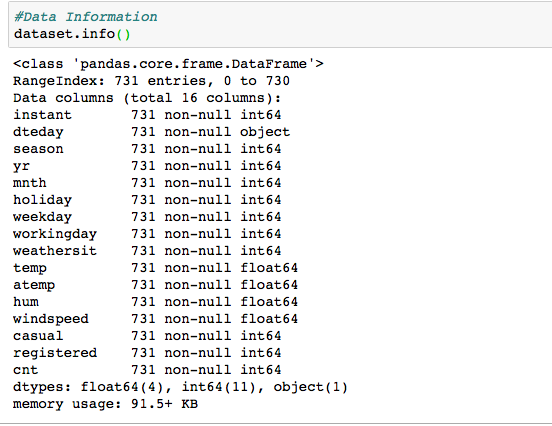 #Data Information
dataset.info()
<class 'pandas.core.frame.DataFrame'>
RangeIndex: 731 entries, 0 to 730
Data columns (total 16 columns):
instant       731 non-null int64
dteday        731 non-null object
season        731 non-null int64
yr            731 non-null int64
mnth          731 non-null int64
holiday       731 non-null int64
weekday       731 non-null int64
workingday    731 non-null int64
weathersit    731 non-null int64
temp          731 non-null float64
atemp         731 non-null float64
hum           731 non-null float64
windspeed     731 non-null float64
casual        731 non-null int64
registered    731 non-null int64
cnt           731 non-null int64
dtypes: float64(4), int64(11), object(1)
memory usage: 91.5+ KB